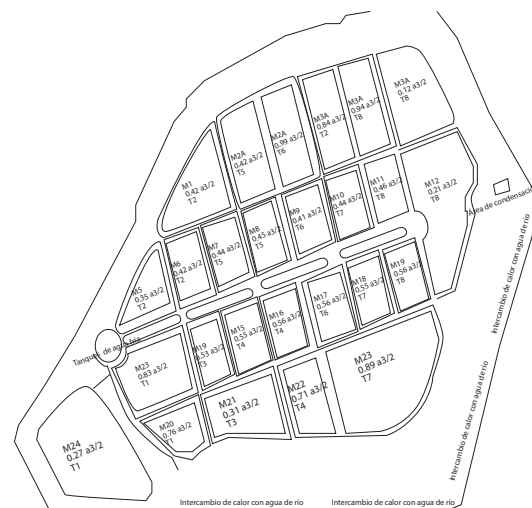 M3A
0.12 a3/2
T8
M3A
0.94 a3/2
T8
M3A
0.84 a3/2
T2
M2A
0.99 a3/2
T6
M2A
0.42 a3/2
T5
M1
0.42 a3/2
T2
M12
0.21 a3/2
T8
M11
0.46 a3/2
T8
M10
0.44 a3/2
T7
M9
0.41 a3/2
T6
M8
0.45 a3/2
T5
M7
0.44 a3/2
T5
M6
0.42 a3/2
T2
M5
0.35 a3/2
T2
Área de condensació
Tanques de agua fría
M19
0.56 a3/2
T8
M18
0.55 a3/2
T7
M17
0.56 a3/2
T6
M16
0.56 a3/2
T4
M15
0.55 a3/2
T4
M19
0.53 a3/2
T3
M23
0.83 a3/2
T1
M23
0.89 a3/2
T7
M22
0.71 a3/2
T4
M21
0.31 a3/2
T3
M20
0.76 a3/2
T1
M24
0.27 a3/2
T1
Intercambio de calor con agua de río
Intercambio de calor con agua de río
Intercambio de calor con agua de río
Intercambio de calor con agua de río